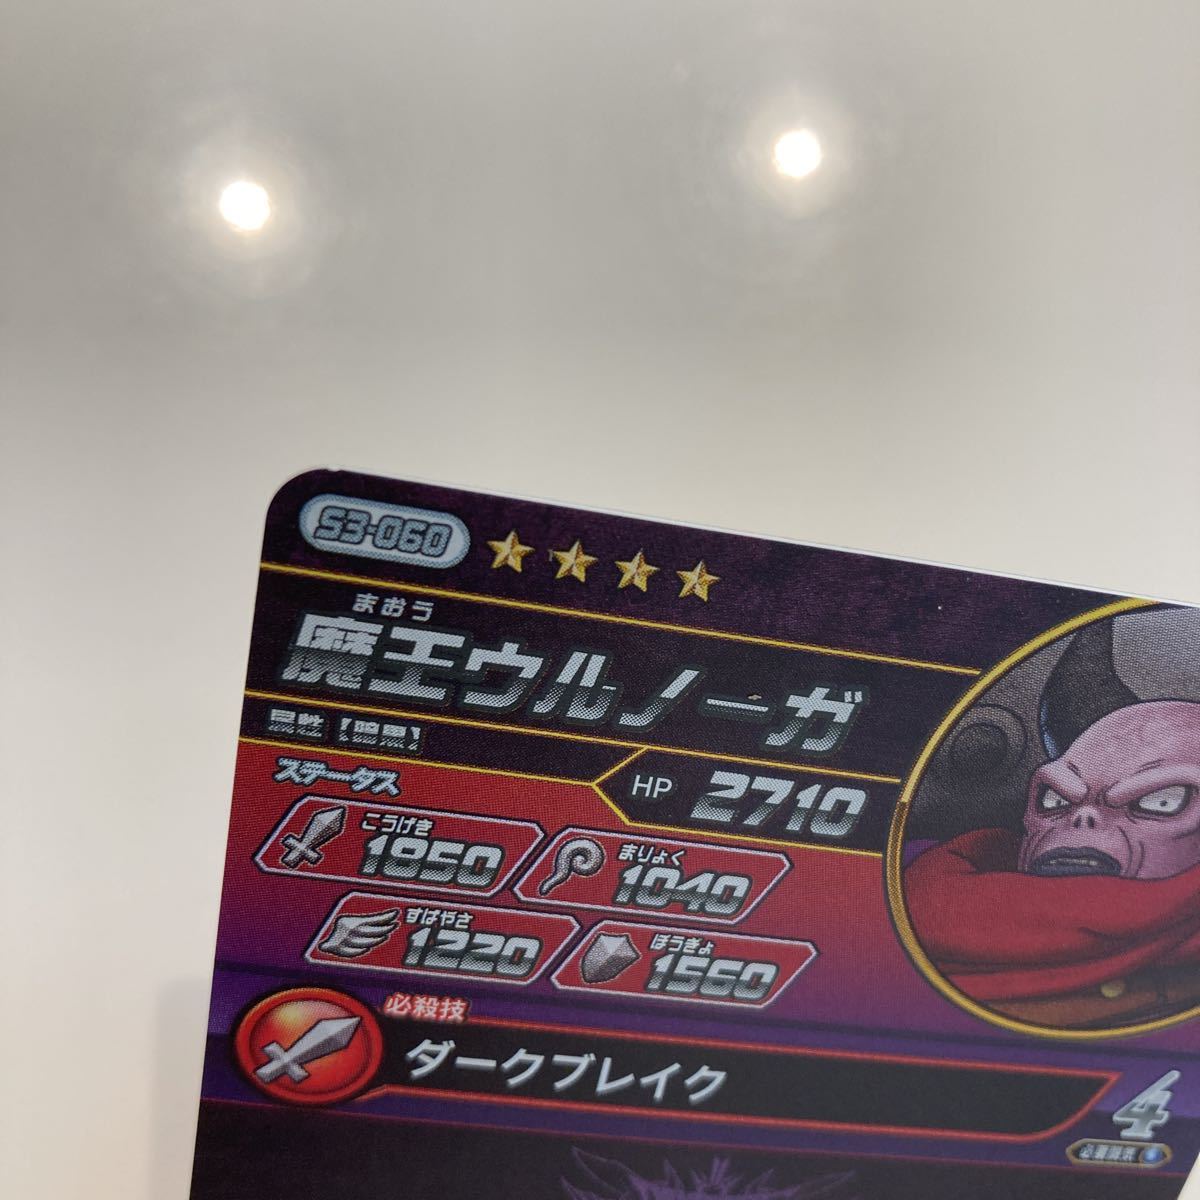 S3-060
まおう
魔王ウルノーガ
属性【暗黒】
HP 2710
ステータス
こうげき
1850
まりょく
1040
すばやさ
1220
ぼうぎょ
1560
必殺技
ダークブレイク
4